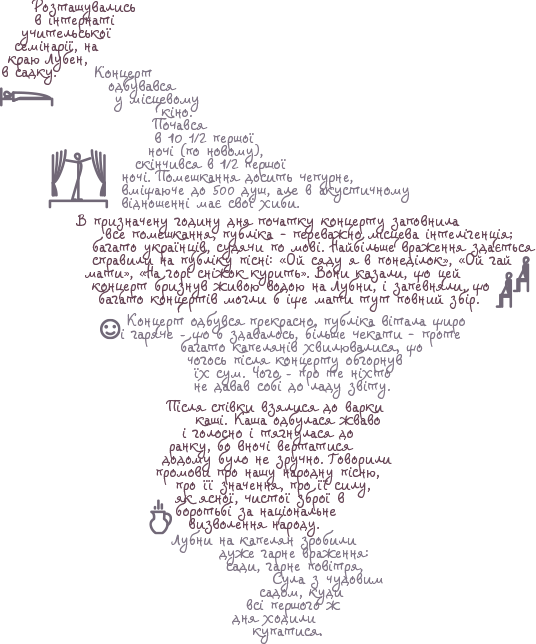 Розташувались
в інтернаті
учительської
семінарії, на
краю Лубен,
в садку.
Концерт
одбувався
у місцевому
кіно.
Почався
в 10 1/2 першої
ночі (по новому),
скінчився в 1/2 першої
ночі. Помешкання досить чепурне,
вміщаюче до 500 душ, але в акустичному
відношенні має свої хиби.
В призначену годину дня початку концерту заповнила
все помешкання, публіка – переважно місцева інтелігенція;
багато українців, судячи по мові. Найбільше враження здається
справили на публіку пісні: «Ой сяду я в понеділок», «Ой гай
мати», «На горі сніжок курить». Вони казали, що цей
концерт бризнув живою водою на Лубни, і запевняли, що
багато концертів могли б іще мати тут повний збір.
Концерт одбувся прекрасно, публіка вітала щиро
і гаряче – що б здавалось, більше чекати – проте
багато капелянів хвилювалися, що
чогось після концерту обгорнув
їх сум. Чого – про те ніхто
не давав собі до ладу звіту.
Після співки взялися до варки
каші. Каша одбулася жваво
і голосно і тягнулася до
ранку, бо вночі вертатися
додому було не зручно. Говорили
промови про нашу народну пісню,
про її значення, про її силу,
як ясної, чистої зброї в
боротьбі за національне
визволення народу.
Лубни на капелян зробили
дуже гарне враження:
сади, гарне повітря,
Сула з чудовим
садом, куди
всі першого ж
дня ходили
купатися.